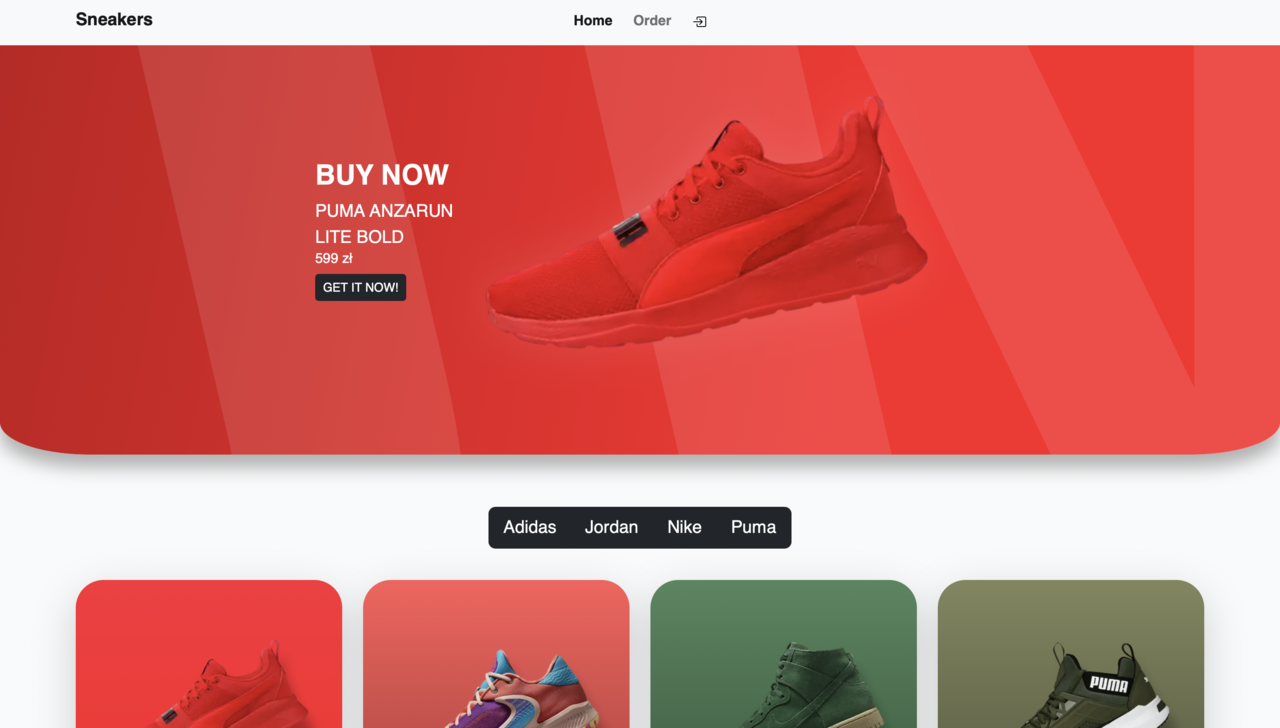 Sneakers
Home
Order
BUY NOW
PUMA ANZARUN
LITE BOLD
599 zł
GET IT NOW!
Adidas
Jordan
Nike
Puma
PUMA